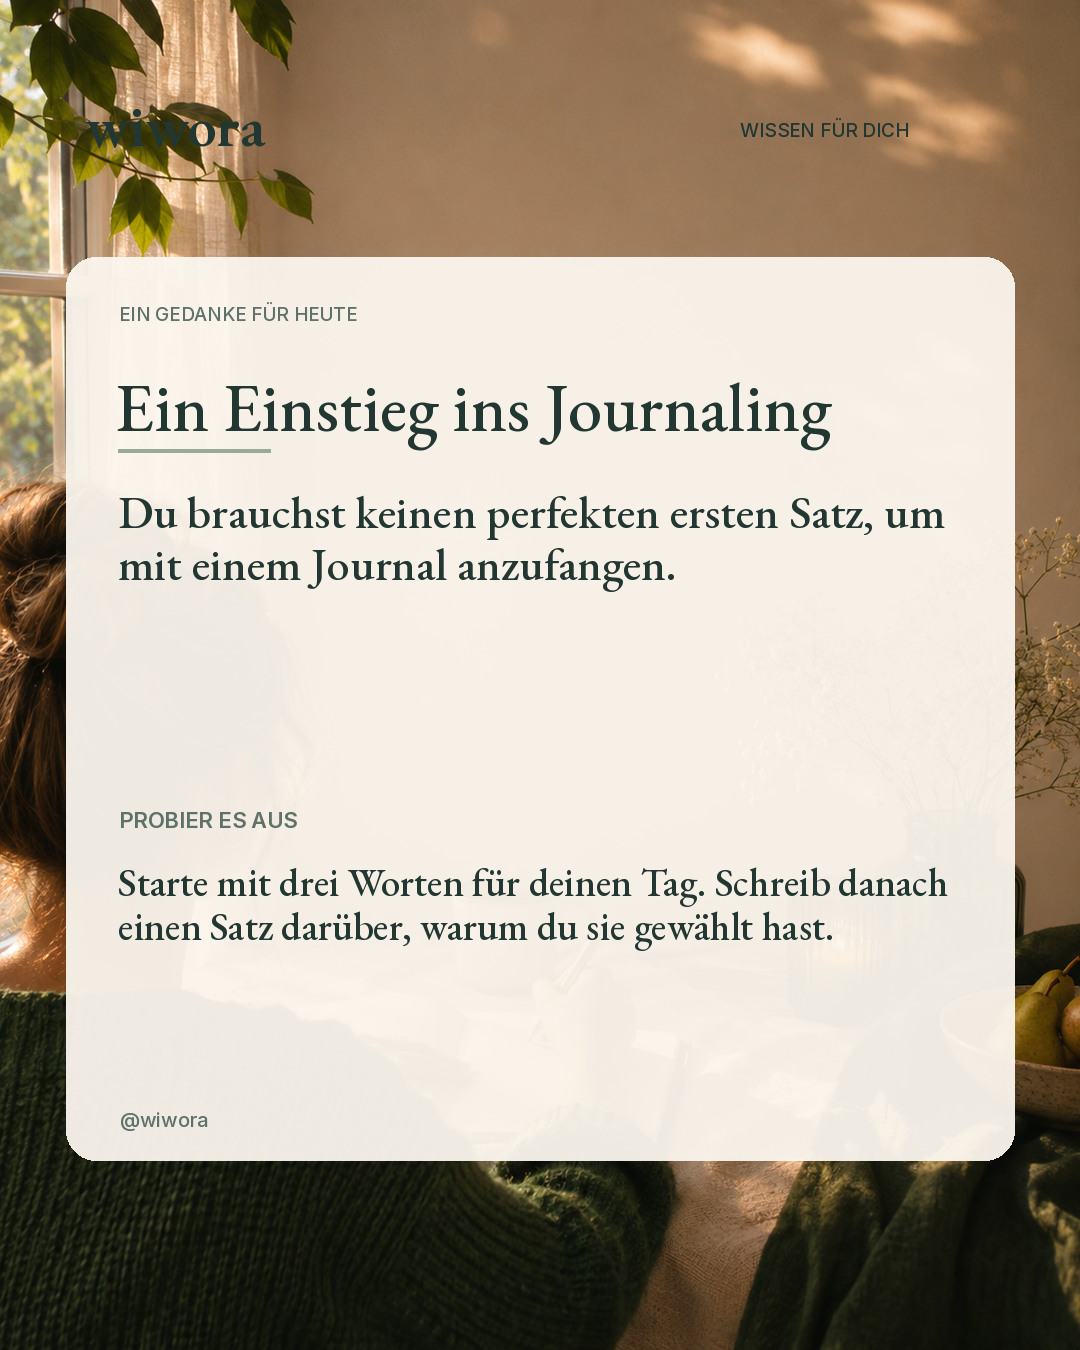 wiwora
WISSEN FÜR DICH
EIN GEDANKE FÜR HEUTE
Ein Einstieg ins Journaling
Du brauchst keinen perfekten ersten Satz, um
mit einem Journal anzufangen.
PROBIER ES AUS
Starte mit drei Worten für deinen Tag. Schreib danach
einen Satz darüber, warum du sie gewählt hast.
@wiwora